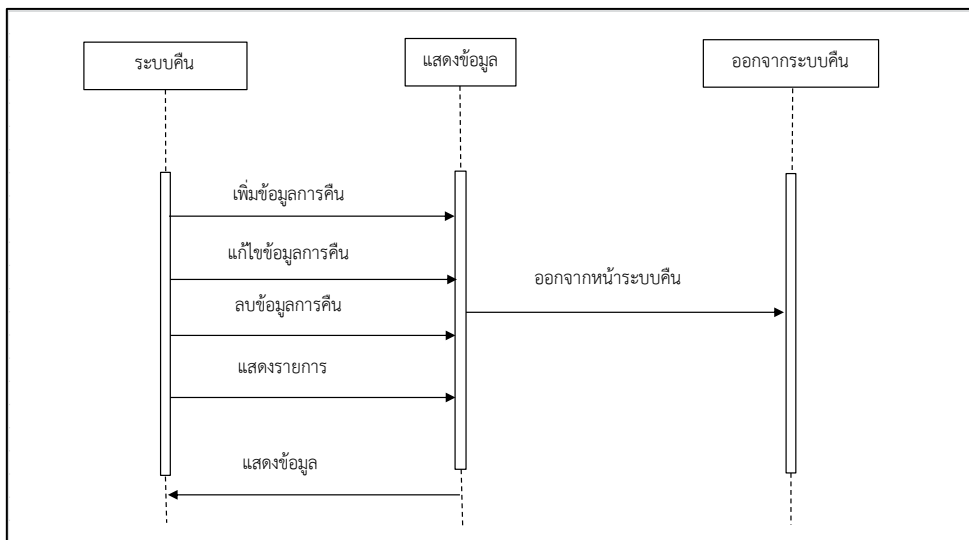 ระบบคืน
แสดงข้อมูล
ออกจากระบบคืน
เพิ่มข้อมูลการคืน
แก้ไขข้อมูลการคืน
ออกจากหน้าระบบคืน
ลบข้อมูลการคืน
แสดงรายการ
แสดงข้อมูล